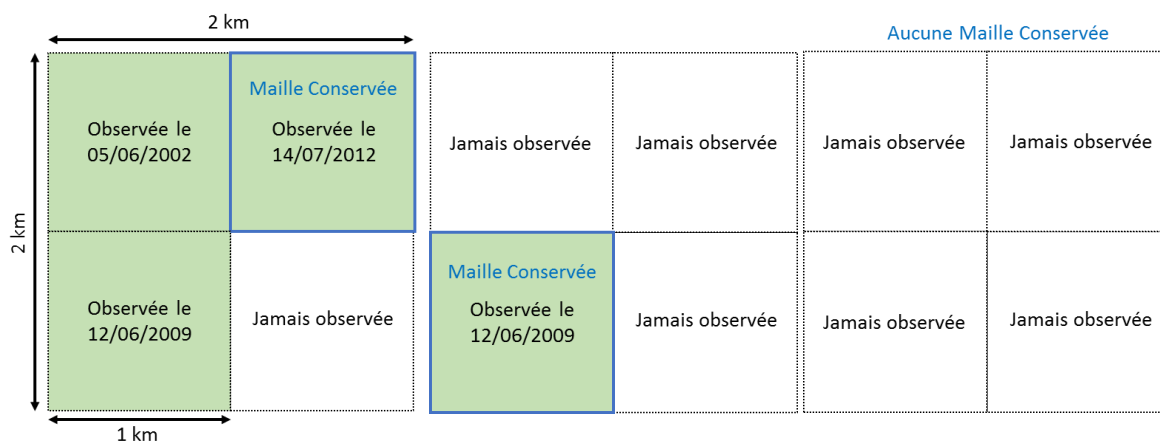 2 km
Aucune Maille Conservée
2 km
Observée le
05/06/2002
Maille Conservée
Observée le
14/07/2012
Jamais observée
Jamais observée
Jamais observée
Jamais observée
Observée le
12/06/2009
Jamais observée
Maille Conservée
Observée le
12/06/2009
Jamais observée
Jamais observée
Jamais observée
1 km